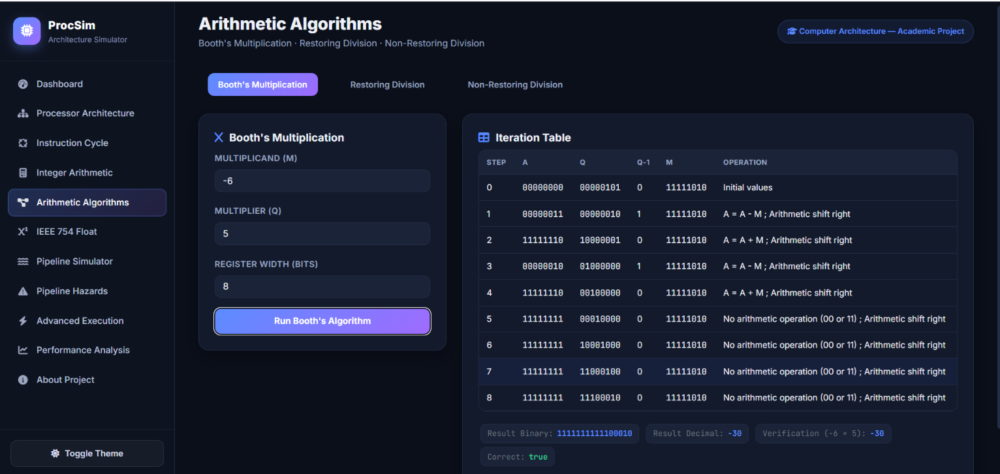 ProcSim
Architecture Simulator
Dashboard
Processor Architecture
Instruction Cycle
Integer Arithmetic
Arithmetic Algorithms
IEEE 754 Float
Pipeline Simulator
Pipeline Hazards
Advanced Execution
Performance Analysis
About Project
Toggle Theme
Arithmetic Algorithms
Booth's Multiplication · Restoring Division · Non-Restoring Division
Computer Architecture — Academic Project
Booth's Multiplication Restoring Division Non-Restoring Division
Booth's Multiplication
MULTIPLICAND (M)
-6
MULTIPLIER (Q)
5
REGISTER WIDTH (BITS)
8
Run Booth's Algorithm
Iteration Table
STEP A Q Q-1 M OPERATION
0 00000000 00000101 0 11111010 Initial values
1 00000011 00000010 1 11111010 A = A - M ; Arithmetic shift right
2 11111110 10000001 0 11111010 A = A + M ; Arithmetic shift right
3 00000010 01000000 1 11111010 A = A - M ; Arithmetic shift right
4 11111110 00100000 0 11111010 A = A + M ; Arithmetic shift right
5 11111111 00010000 0 11111010 No arithmetic operation (00 or 11) ; Arithmetic shift right
6 11111111 10001000 0 11111010 No arithmetic operation (00 or 11) ; Arithmetic shift right
7 11111111 11000100 0 11111010 No arithmetic operation (00 or 11) ; Arithmetic shift right
8 11111111 11100010 0 11111010 No arithmetic operation (00 or 11) ; Arithmetic shift right
Result Binary: 1111111111100010 Result Decimal: -30 Verification (-6 × 5): -30
Correct: true